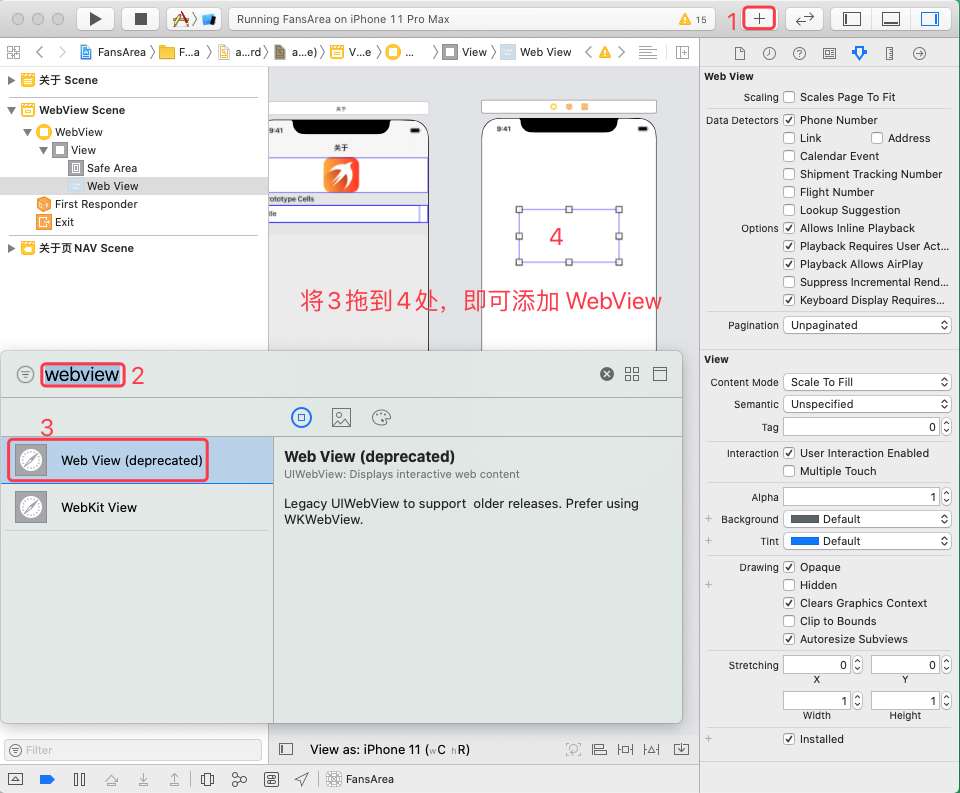 Running FansArea on iPhone 11 Pro Max
15
1
FansArea
F...a
a...rd)
a...e)
V...e
...
View
Web View
关于 Scene
WebView Scene
WebView
View
Safe Area
Web View
First Responder
Exit
关于页 NAV Scene
关于
9:41
关于
rototype Cells
tle
9:41
4
将3拖到4处，即可添加 WebView
webview
2
3
Web View (deprecated)
WebKit View
Web View (deprecated)
UIWebView: Displays interactive web content
Legacy UIWebView to support older releases. Prefer using
WKWebView.
Filter
View as: iPhone 11 (wC hR)
FansArea
Web View
Scaling Scales Page To Fit
Data Detectors Phone Number
Link Address
Calendar Event
Shipment Tracking Number
Flight Number
Lookup Suggestion
Options Allows Inline Playback
Playback Requires User Act...
Playback Allows AirPlay
Suppress Incremental Rend...
Keyboard Display Requires...
Pagination Unpaginated
View
Content Mode Scale To Fill
Semantic Unspecified
Tag 0
Interaction User Interaction Enabled
Multiple Touch
Alpha 1
Background Default
Tint Default
Drawing Opaque
Hidden
Clears Graphics Context
Clip to Bounds
Autoresize Subviews
Stretching 0 0
X Y
1 1
Width Height
Installed